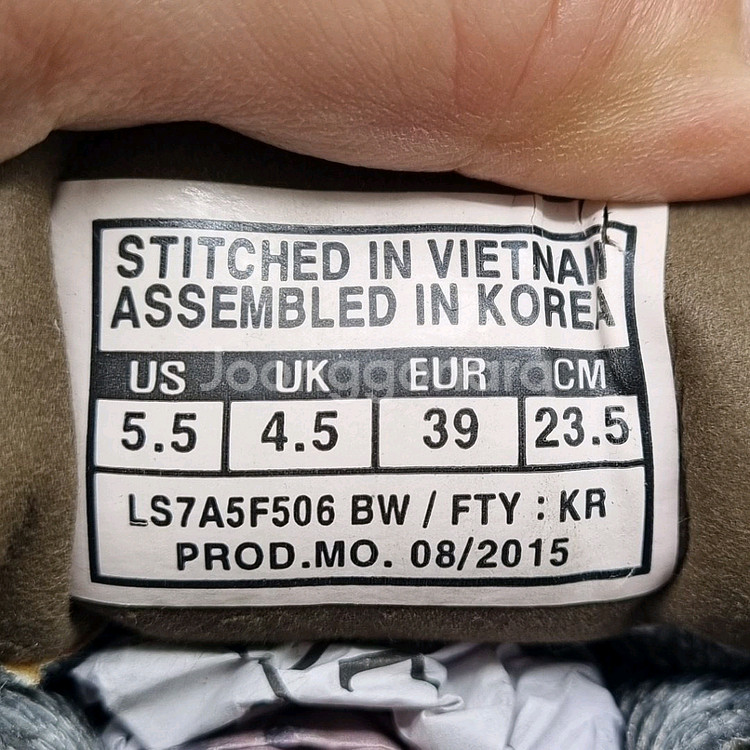 STITCHED IN VIETNAM
ASSEMBLED IN KOREA
US UK EUR CM
5.5 4.5 39 23.5
LS7A5F506 BW / FTY : KR
PROD.MO. 08/2015